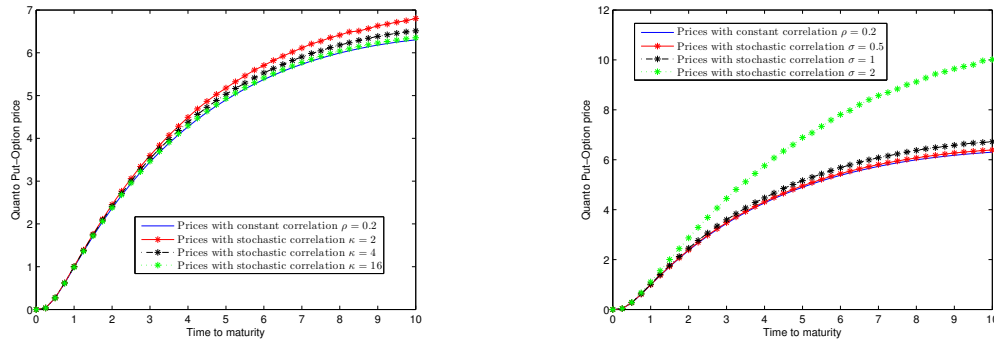 7
6
5
4
3
2
1
0
Quanto Put−Option price
Prices with constant correlation ρ = 0.2
Prices with stochastic correlation κ = 2
Prices with stochastic correlation κ = 4
Prices with stochastic correlation κ = 16
0 1 2 3 4 5 6 7 8 9 10
Time to maturity
12
10
8
6
4
2
0
Quanto Put−Option price
Prices with constant correlation ρ = 0.2
Prices with stochastic correlation σ = 0.5
Prices with stochastic correlation σ = 1
Prices with stochastic correlation σ = 2
0 1 2 3 4 5 6 7 8 9 10
Time to maturity